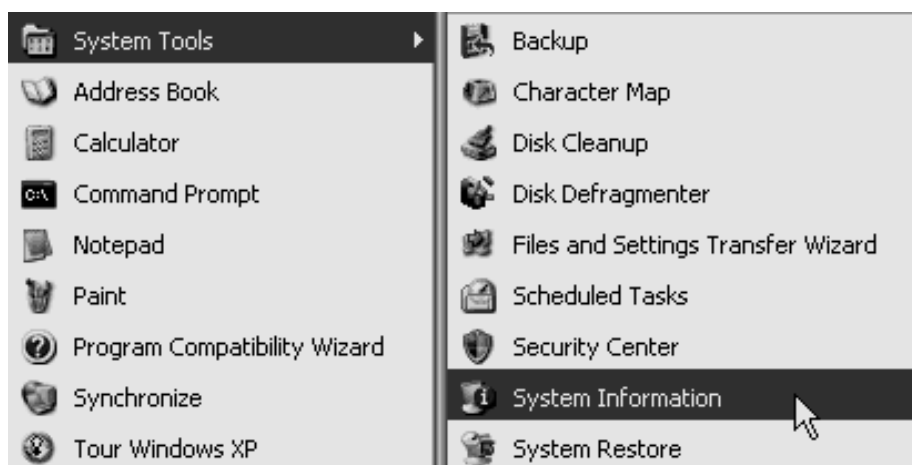 System Tools
Address Book
Calculator
C:\
Command Prompt
Notepad
Paint
Program Compatibility Wizard
Synchronize
Tour Windows XP
Backup
Character Map
Disk Cleanup
Disk Defragmenter
Files and Settings Transfer Wizard
Scheduled Tasks
Security Center
System Information
System Restore